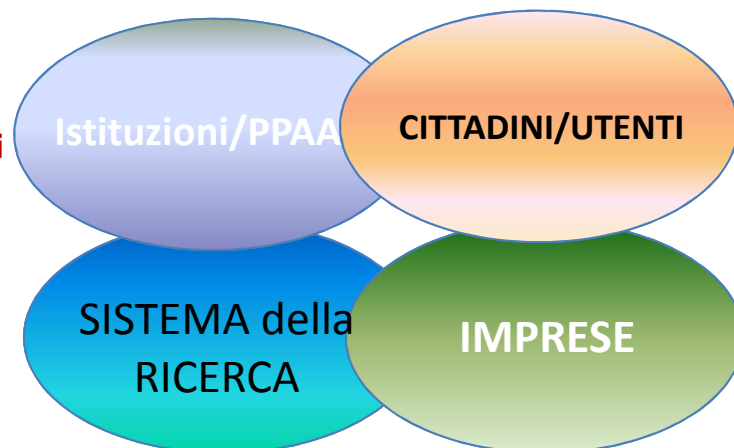 Istituzioni/PPAA
CITTADINI/UTENTI
i
SISTEMA della
RICERCA
IMPRESE